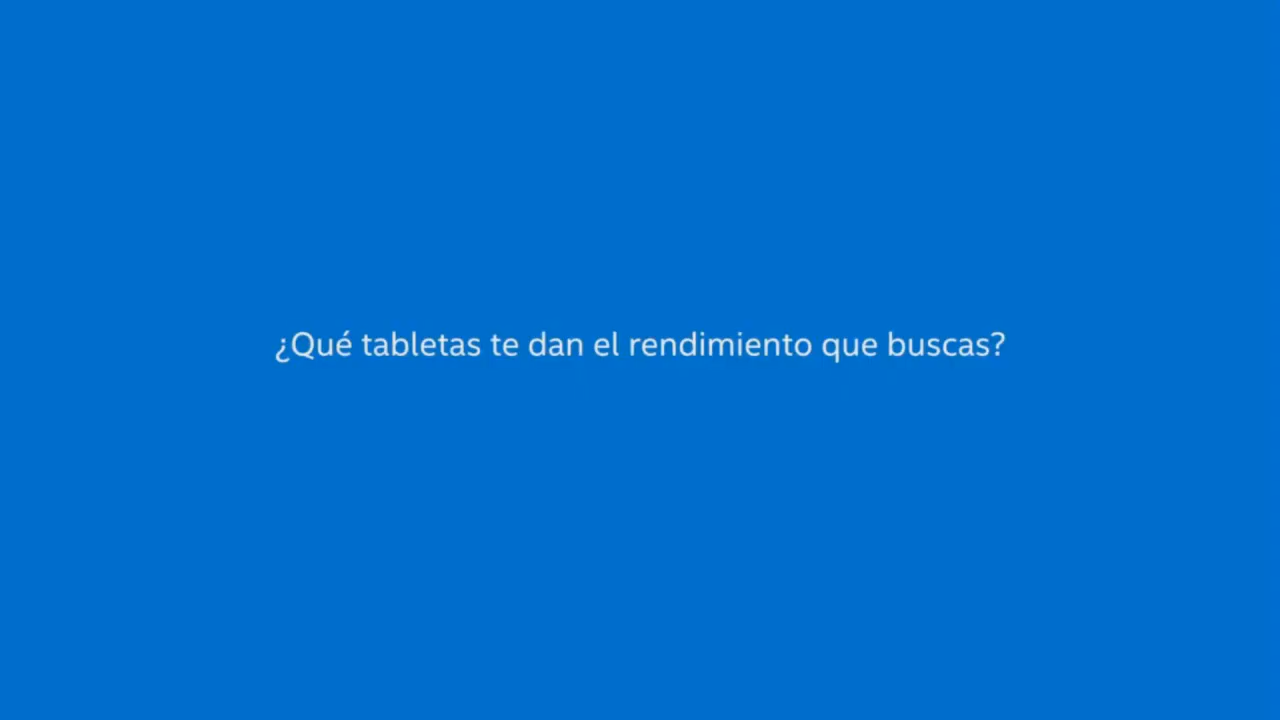 ¿Qué tabletas te dan el rendimiento que buscas?